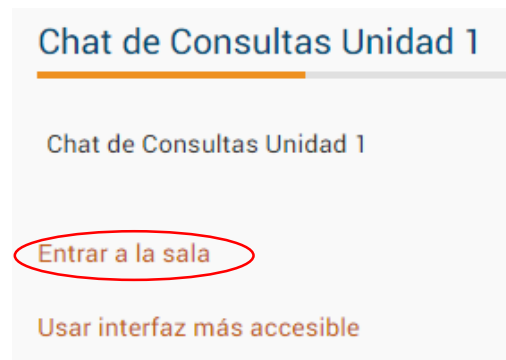 Chat de Consultas Unidad 1
Chat de Consultas Unidad 1
Entrar a la sala
Usar interfaz más accesible